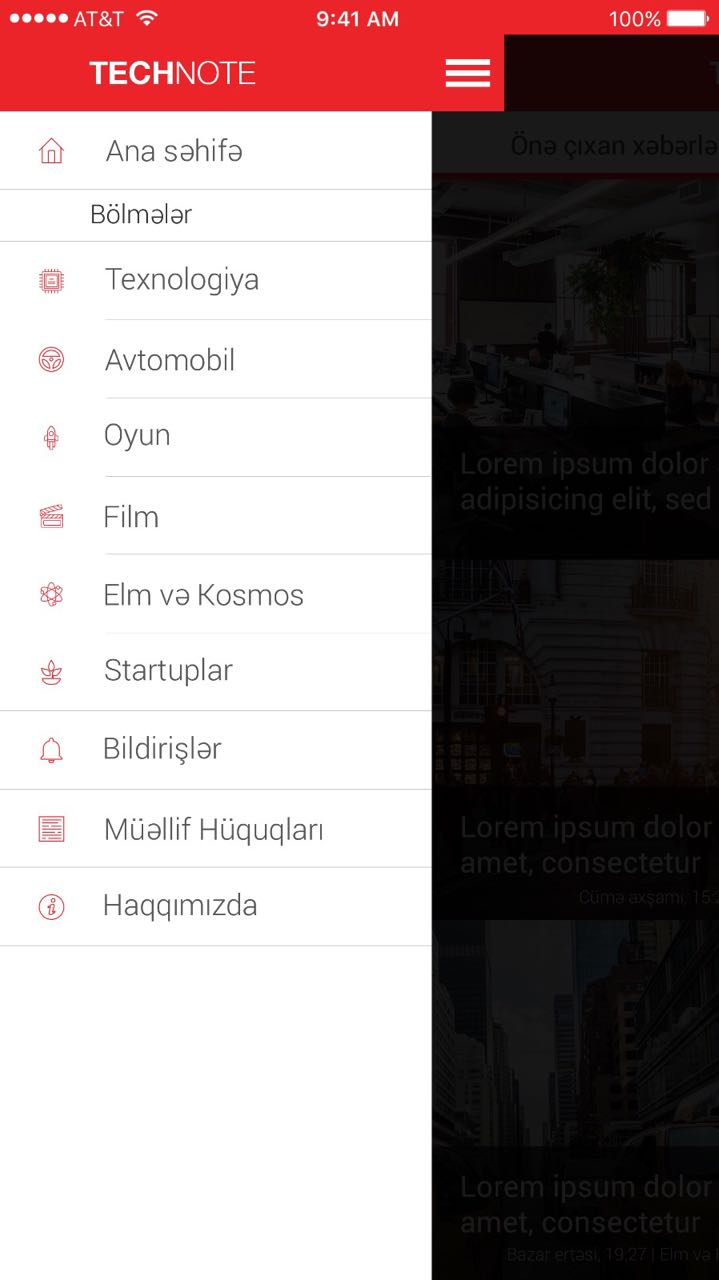 AT&T 9:41 AM 100%
TECHNOTE
Ana səhifə
Bölmələr
Texnologiya
Avtomobil
Oyun
Film
Elm və Kosmos
Startuplar
Bildirişlər
Müəllif Hüquqları
Haqqımızda
Önə çıxan
Lorem ipsum dolor
adipisicing elit, sed
Lorem ipsum dolor
amet, consectetur
Cümə axşamı,
Lorem ipsum dolor
amet, consectetur
Bazar ertəsi, 19:27 | Elm və